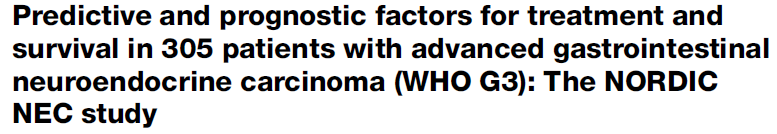 Predictive and prognostic factors for treatment and
survival in 305 patients with advanced gastrointestinal
neuroendocrine carcinoma (WHO G3): The NORDIC
NEC study